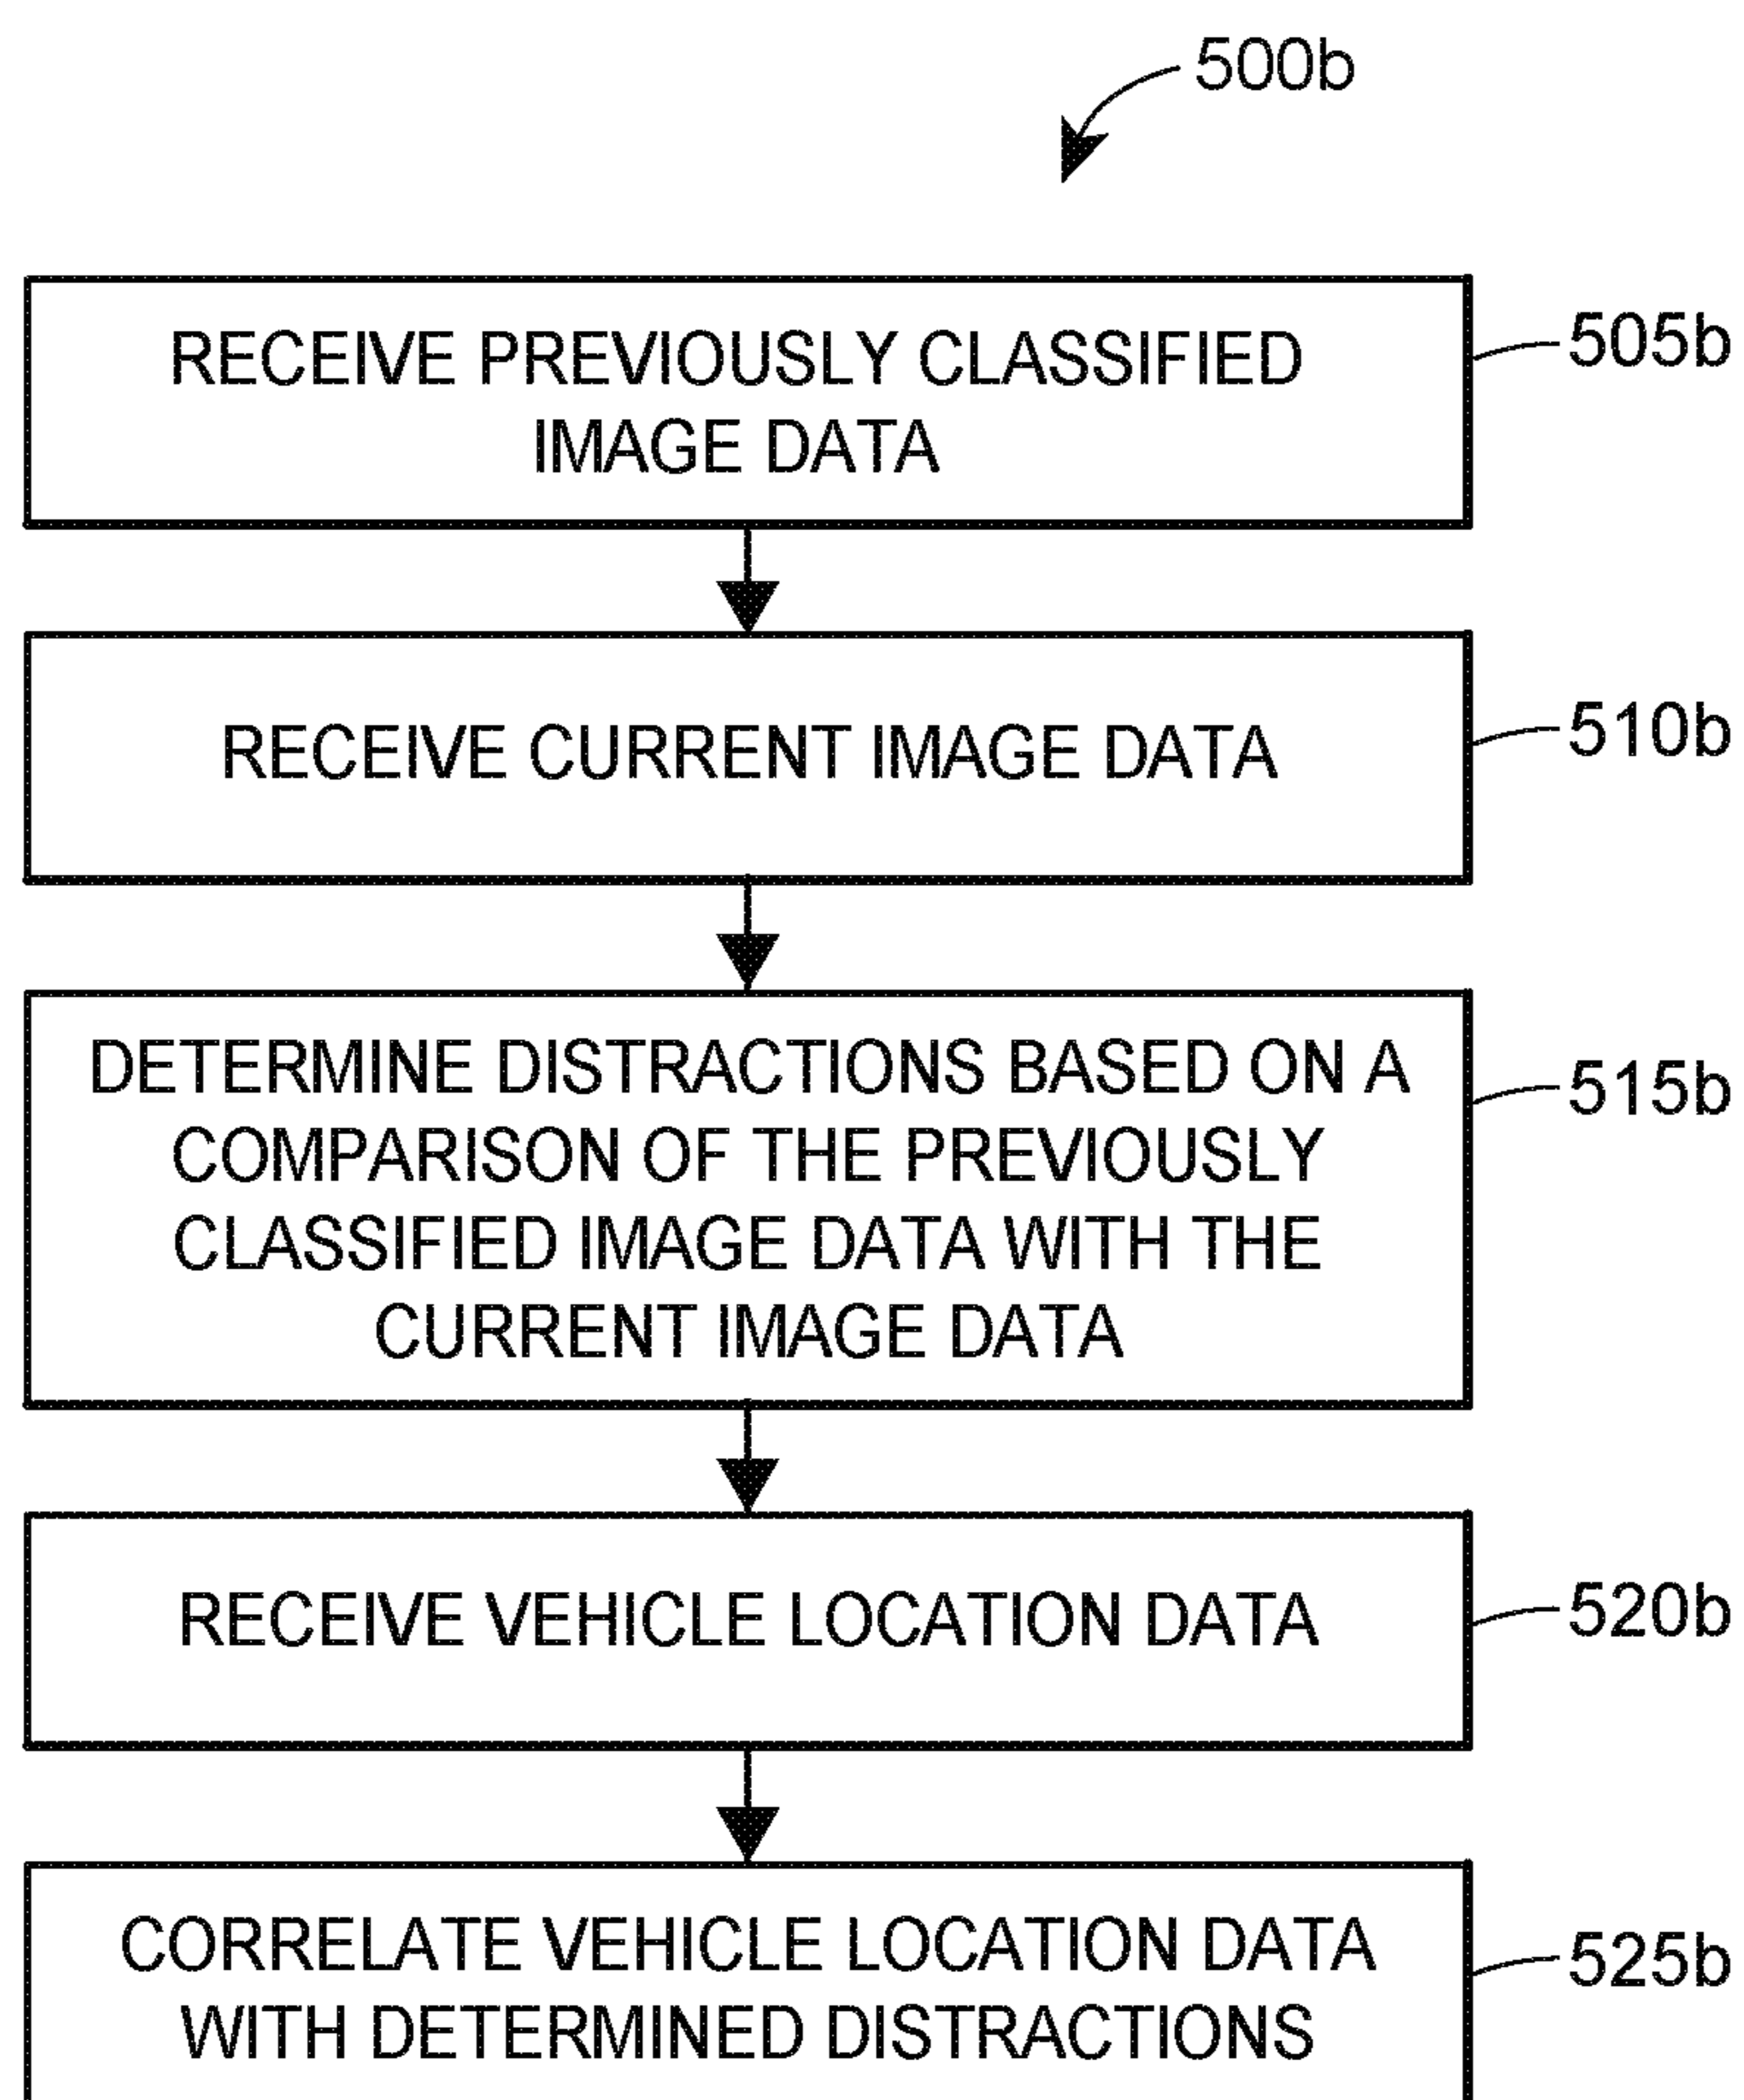 500b
RECEIVE PREVIOUSLY CLASSIFIED
IMAGE DATA
505b
RECEIVE CURRENT IMAGE DATA
510b
DETERMINE DISTRACTIONS BASED ON A
COMPARISON OF THE PREVIOUSLY
CLASSIFIED IMAGE DATA WITH THE
CURRENT IMAGE DATA
515b
RECEIVE VEHICLE LOCATION DATA
520b
CORRELATE VEHICLE LOCATION DATA
WITH DETERMINED DISTRACTIONS
525b